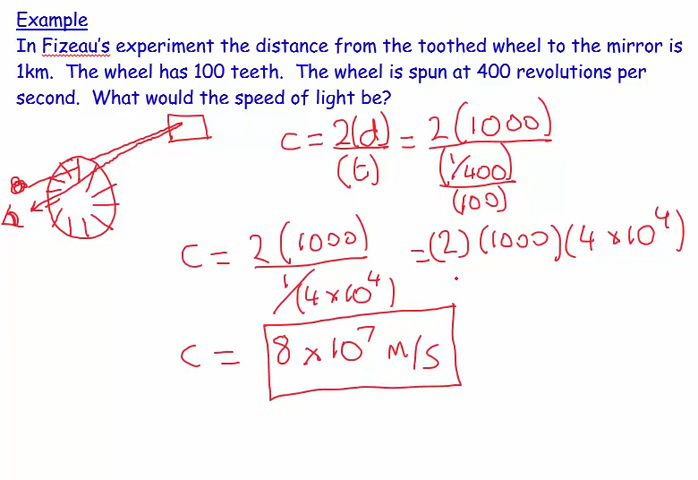 Example
In Fizeau's experiment the distance from the toothed wheel to the mirror is
1km. The wheel has 100 teeth. The wheel is spun at 400 revolutions per
second. What would the speed of light be?
c = 2(d)/(t) = 2(1000)/((1/400)/(100))
c = 2(1000)/(1/(4×10⁴)) = (2)(1000)(4×10⁴)
c = 8×10⁷ m/s